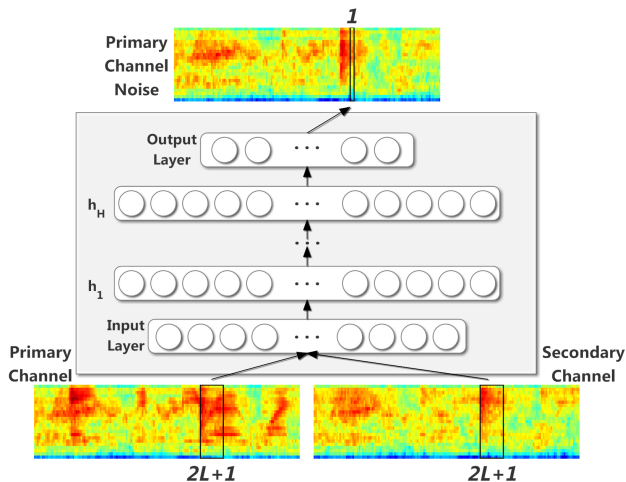 1
Primary
Channel
Noise
Output
Layer
...
h_H
...
...
h_1
...
Input
Layer
...
Primary
Channel
Secondary
Channel
2L+1
2L+1